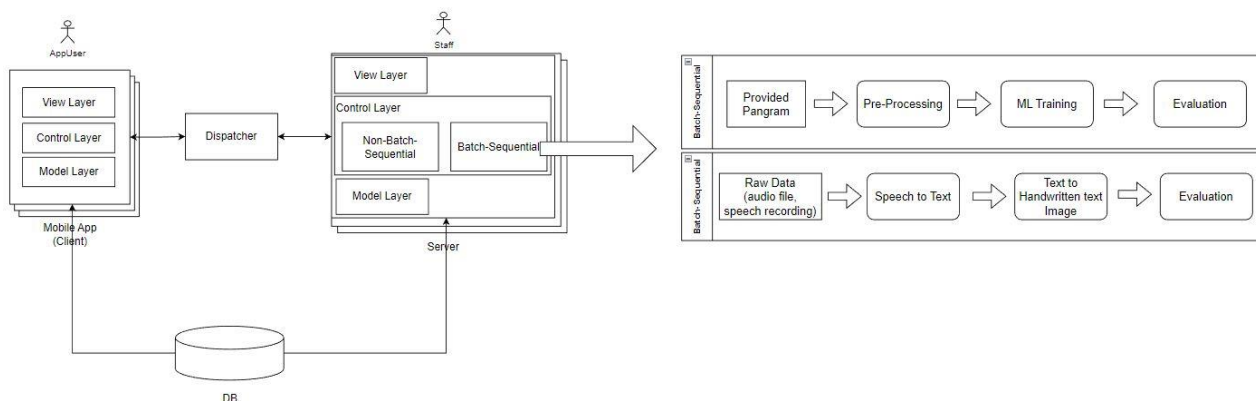 AppUser
View Layer
Control Layer
Model Layer
Mobile App
(Client)
Dispatcher
Staff
View Layer
Control Layer
Non-Batch-
Sequential
Batch-Sequential
Model Layer
Server
DB
Batch-Sequential
Provided
Pangram
Pre-Processing
ML Training
Evaluation
Batch-Sequential
Raw Data
(audio file,
speech recording)
Speech to Text
Text to
Handwritten text
Image
Evaluation